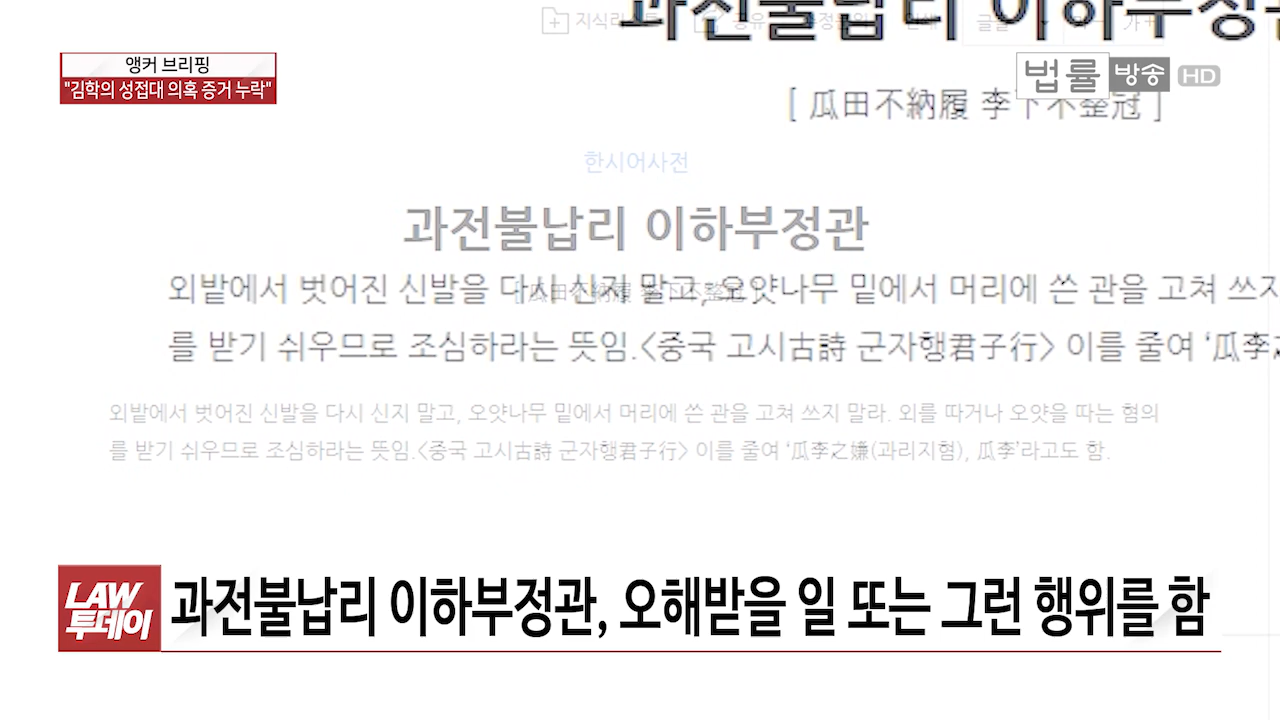 과전불납리 이하부정관
앵커 브리핑
"김학의 성접대 의혹 증거 누락"
법률방송 HD
[ 瓜田不納履 李下不整冠 ]
한시어사전
과전불납리 이하부정관
외밭에서 벗어진 신발을 다시 신지 말고, 오얏나무 밑에서 머리에 쓴 관을 고쳐 쓰지
를 받기 쉬우므로 조심하라는 뜻임.<중국 고시古詩 군자행君子行> 이를 줄여 ‘瓜李
외밭에서 벗어진 신발을 다시 신지 말고, 오얏나무 밑에서 머리에 쓴 관을 고쳐 쓰지 말라. 외를 따거나 오얏을 따는 혐의
를 받기 쉬우므로 조심하라는 뜻임.<중국 고시古詩 군자행君子行> 이를 줄여 ‘瓜李之嫌(과리지혐), 瓜李’라고도 함.
LAW
투데이
과전불납리 이하부정관, 오해받을 일 또는 그런 행위를 함